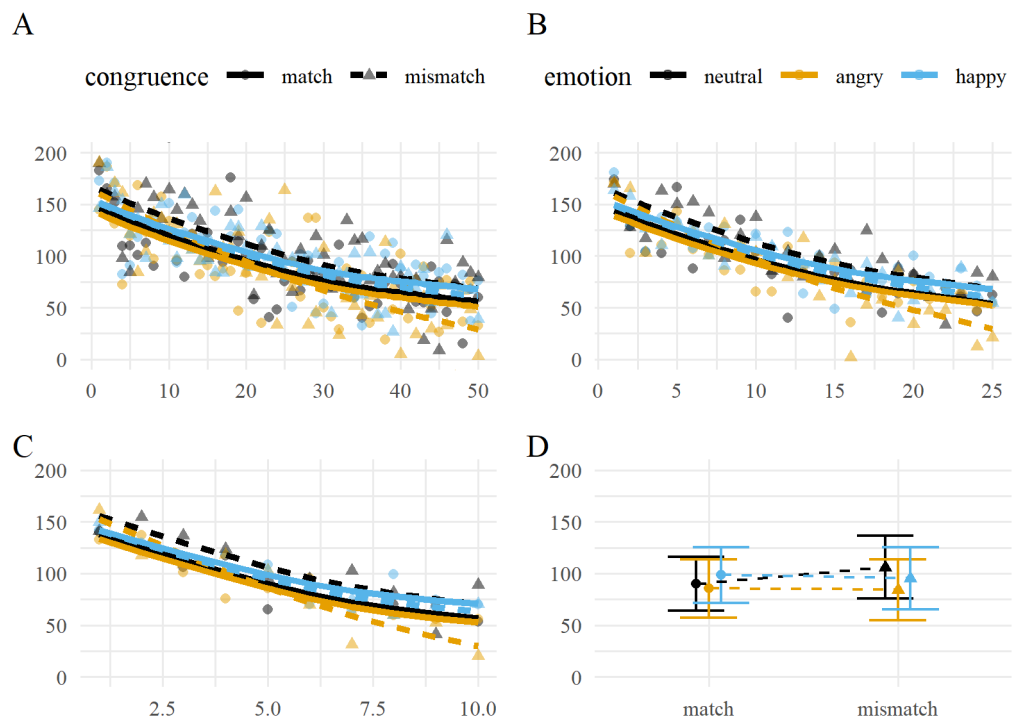 A
B
congruence match mismatch
emotion neutral angry happy
200
150
100
50
0
0 10 20 30 40 50
200
150
100
50
0
0 5 10 15 20 25
C
D
200
150
100
50
0
2.5 5.0 7.5 10.0
200
150
100
50
0
match mismatch